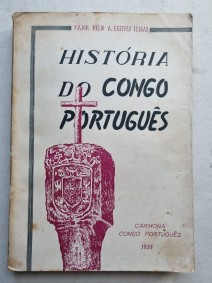 MAJOR HÉLIO A. ESTEVES FELGAS
HISTÓRIA
DO CONGO
PORTUGUÊS
CARMONA
CONGO PORTUGUÊS
1958